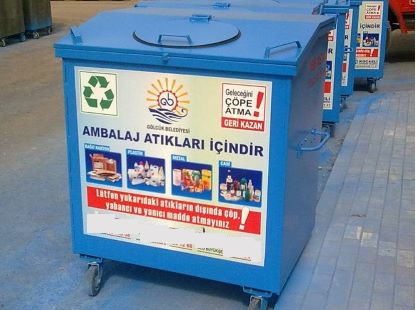 GÖLCÜK BELEDİYESİ
Geleceğini
ÇÖPE
ATMA!
GERİ KAZAN
AMBALAJ ATIKLARI İÇİNDİR
KAĞIT KARTON PLASTİK METAL CAM
Lütfen yukarıdaki atıkların dışında çöp,
yabancı ve yanıcı madde atmayınız!
İÇİNDİR